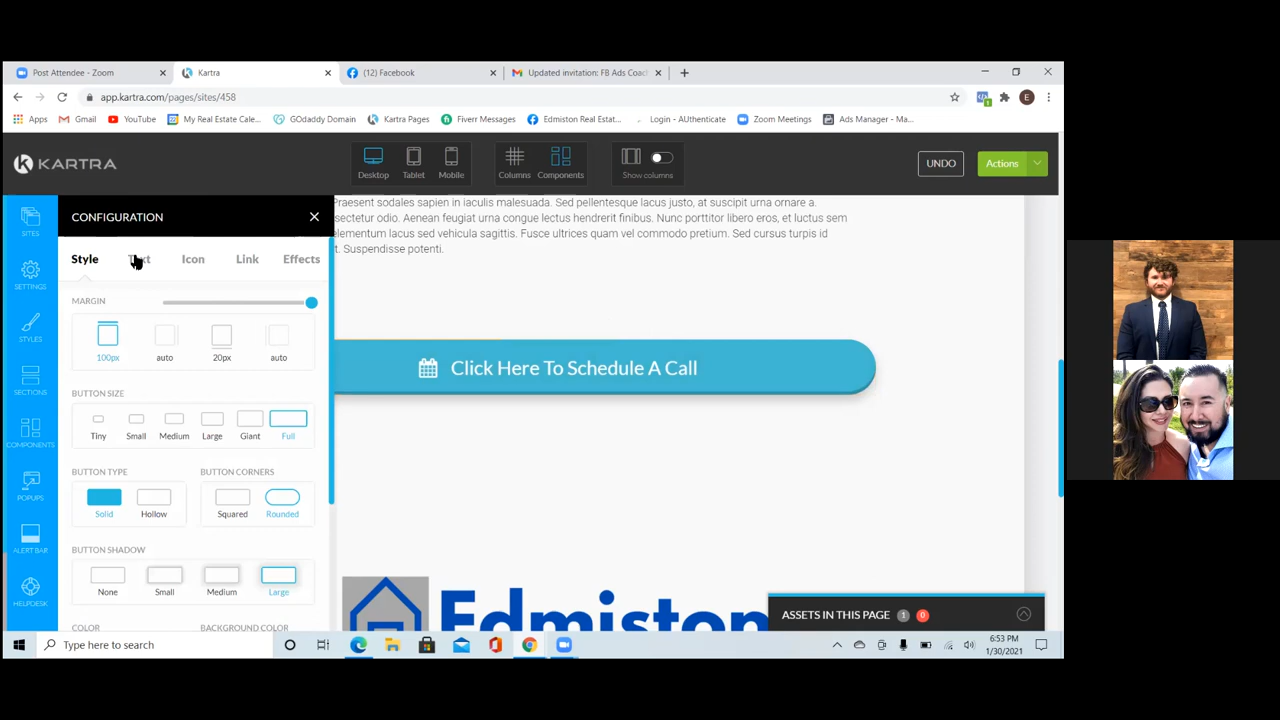 Post Attendee - Zoom
Kartra
(12) Facebook
Updated invitation: FB Ads Coac
app.kartra.com/pages/sites/458
E
Apps
Gmail
YouTube
My Real Estate Cale...
GOdaddy Domain
Kartra Pages
Fiverr Messages
Edmiston Real Estat...
Login - AUthenticate
Zoom Meetings
Ads Manager - Ma...
KARTRA
Desktop
Tablet
Mobile
Columns
Components
Show columns
UNDO
Actions
SITES
SETTINGS
STYLES
SECTIONS
COMPONENTS
POPUPS
ALERT BAR
HELPDESK
CONFIGURATION
Style
Icon
Link
Effects
MARGIN
100px
auto
20px
auto
BUTTON SIZE
Tiny
Small
Medium
Large
Giant
Full
BUTTON TYPE
BUTTON CORNERS
Solid
Hollow
Squared
Rounded
BUTTON SHADOW
None
Small
Medium
Large
COLOR
BACKGROUND COLOR
Praesent sodales sapien in iaculis malesuada. Sed pellentesque lacus justo, at suscipit urna ornare a.
sectetur odio. Aenean feugiat urna congue lectus hendrerit finibus. Nunc porttitor libero eros, et luctus sem
elementum lacus sed vehicula sagittis. Fusce ultrices quam vel commodo pretium. Sed cursus turpis id
t. Suspendisse potenti.
Click Here To Schedule A Call
Edmiston
ASSETS IN THIS PAGE 1 0
Type here to search
6:53 PM
1/30/2021